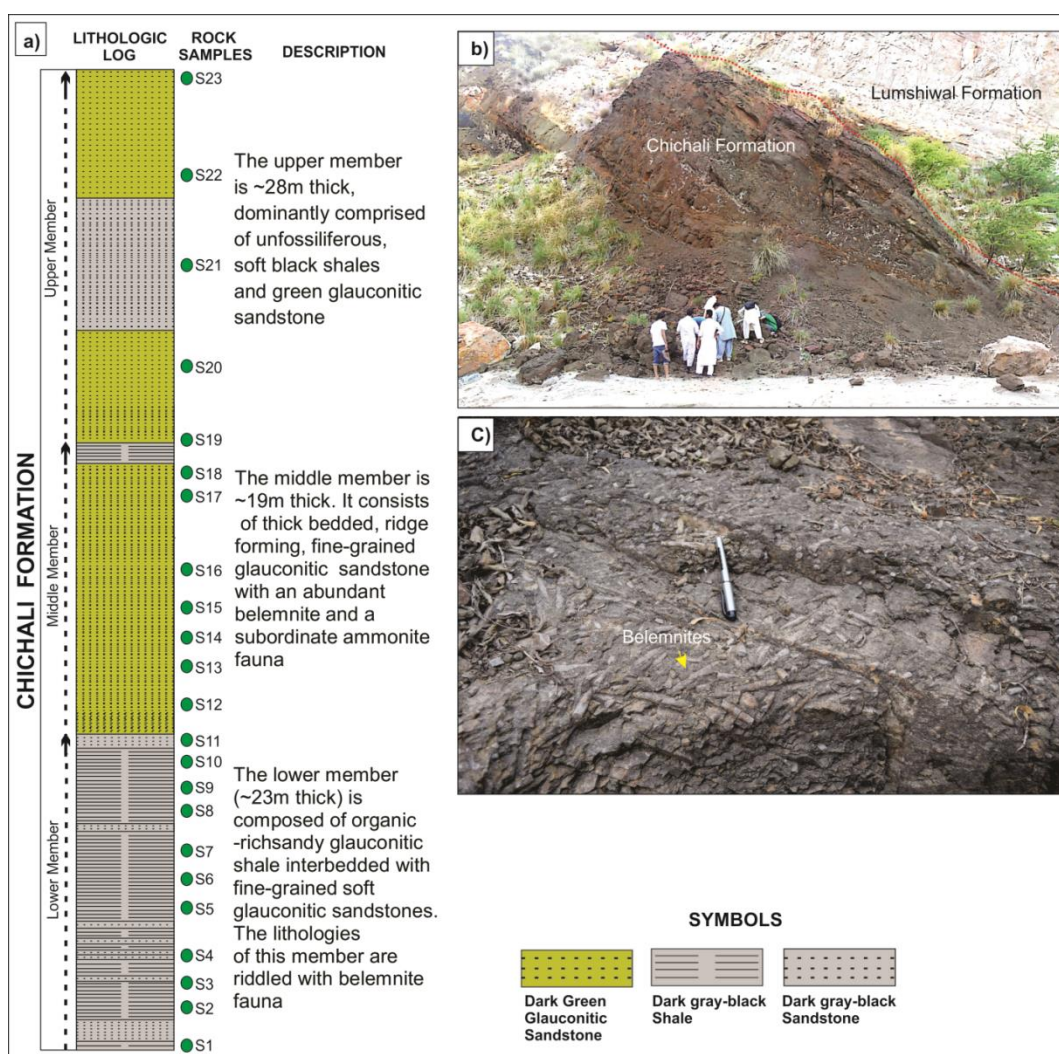 a)
LITHOLOGIC
LOG
ROCK
SAMPLES
DESCRIPTION
CHICHALI FORMATION
Upper Member
Middle Member
Lower Member
S23
S22
S21
S20
S19
S18
S17
S16
S15
S14
S13
S12
S11
S10
S9
S8
S7
S6
S5
S4
S3
S2
S1
The upper member
is ~28m thick,
dominantly comprised
of unfossiliferous,
soft black shales
and green glauconitic
sandstone
The middle member is
~19m thick. It consists
of thick bedded, ridge
forming, fine-grained
glauconitic sandstone
with an abundant
belemnite and a
subordinate ammonite
fauna
The lower member
(~23m thick) is
composed of organic
-richsandy glauconitic
shale interbedded with
fine-grained soft
glauconitic sandstones.
The lithologies
of this member are
riddled with belemnite
fauna
b)
Lumshiwal Formation
Chichali Formation
C)
Belemnites
SYMBOLS
Dark Green
Glauconitic
Sandstone
Dark gray-black
Shale
Dark gray-black
Sandstone